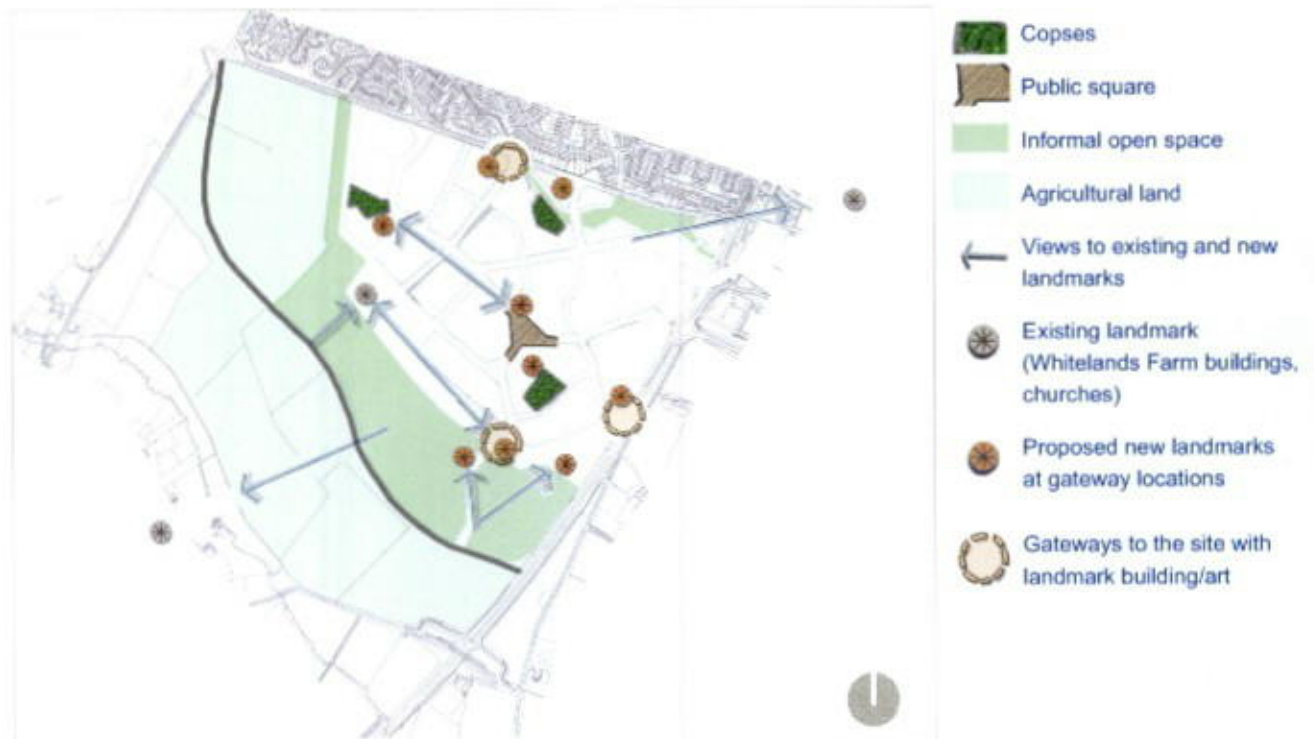 Copses
Public square
Informal open space
Agricultural land
Views to existing and new
landmarks
Existing landmark
(Whitelands Farm buildings,
churches)
Proposed new landmarks
at gateway locations
Gateways to the site with
landmark building/art